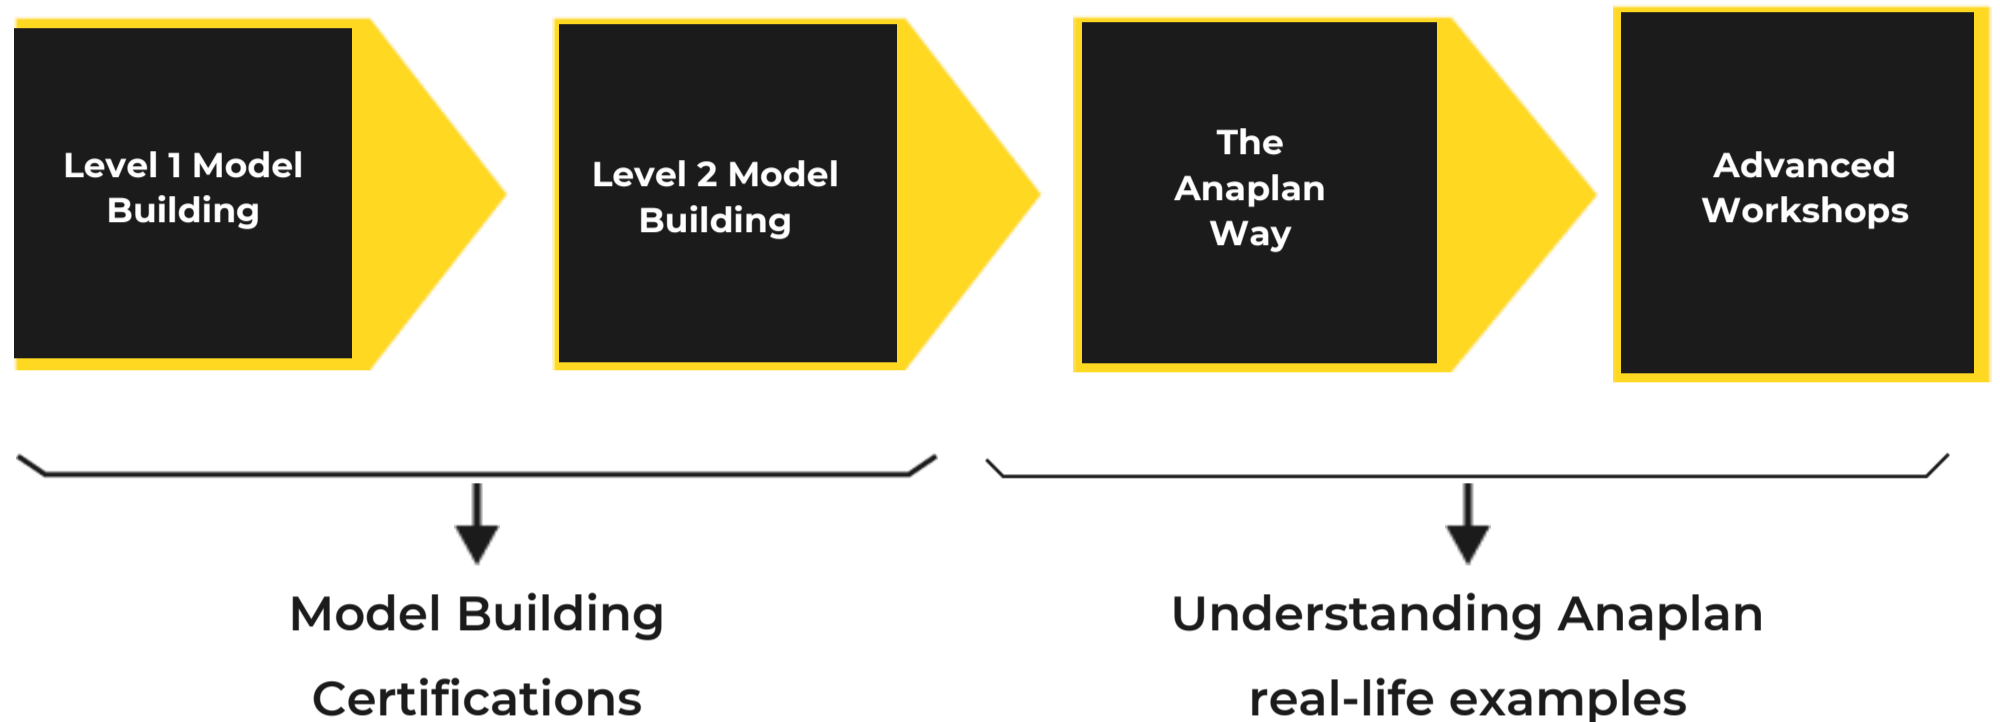 Level 1 Model
Building
Level 2 Model
Building
The
Anaplan
Way
Advanced
Workshops
Model Building
Certifications
Understanding Anaplan
real-life examples